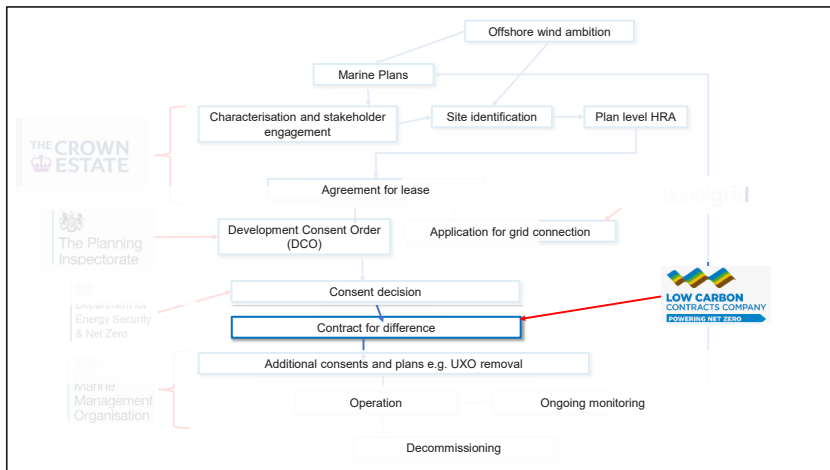 Offshore wind ambition
Marine Plans
Characterisation and stakeholder
engagement
Site identification
Plan level HRA
THE
CROWN
ESTATE
Agreement for lease
nationalgrid
The Planning
Inspectorate
Development Consent Order
(DCO)
Application for grid connection
Department for
Energy Security
& Net Zero
Consent decision
LOW CARBON
CONTRACTS COMPANY
POWERING NET ZERO
Contract for difference
Additional consents and plans e.g. UXO removal
Marine
Management
Organisation
Operation
Ongoing monitoring
Decommissioning